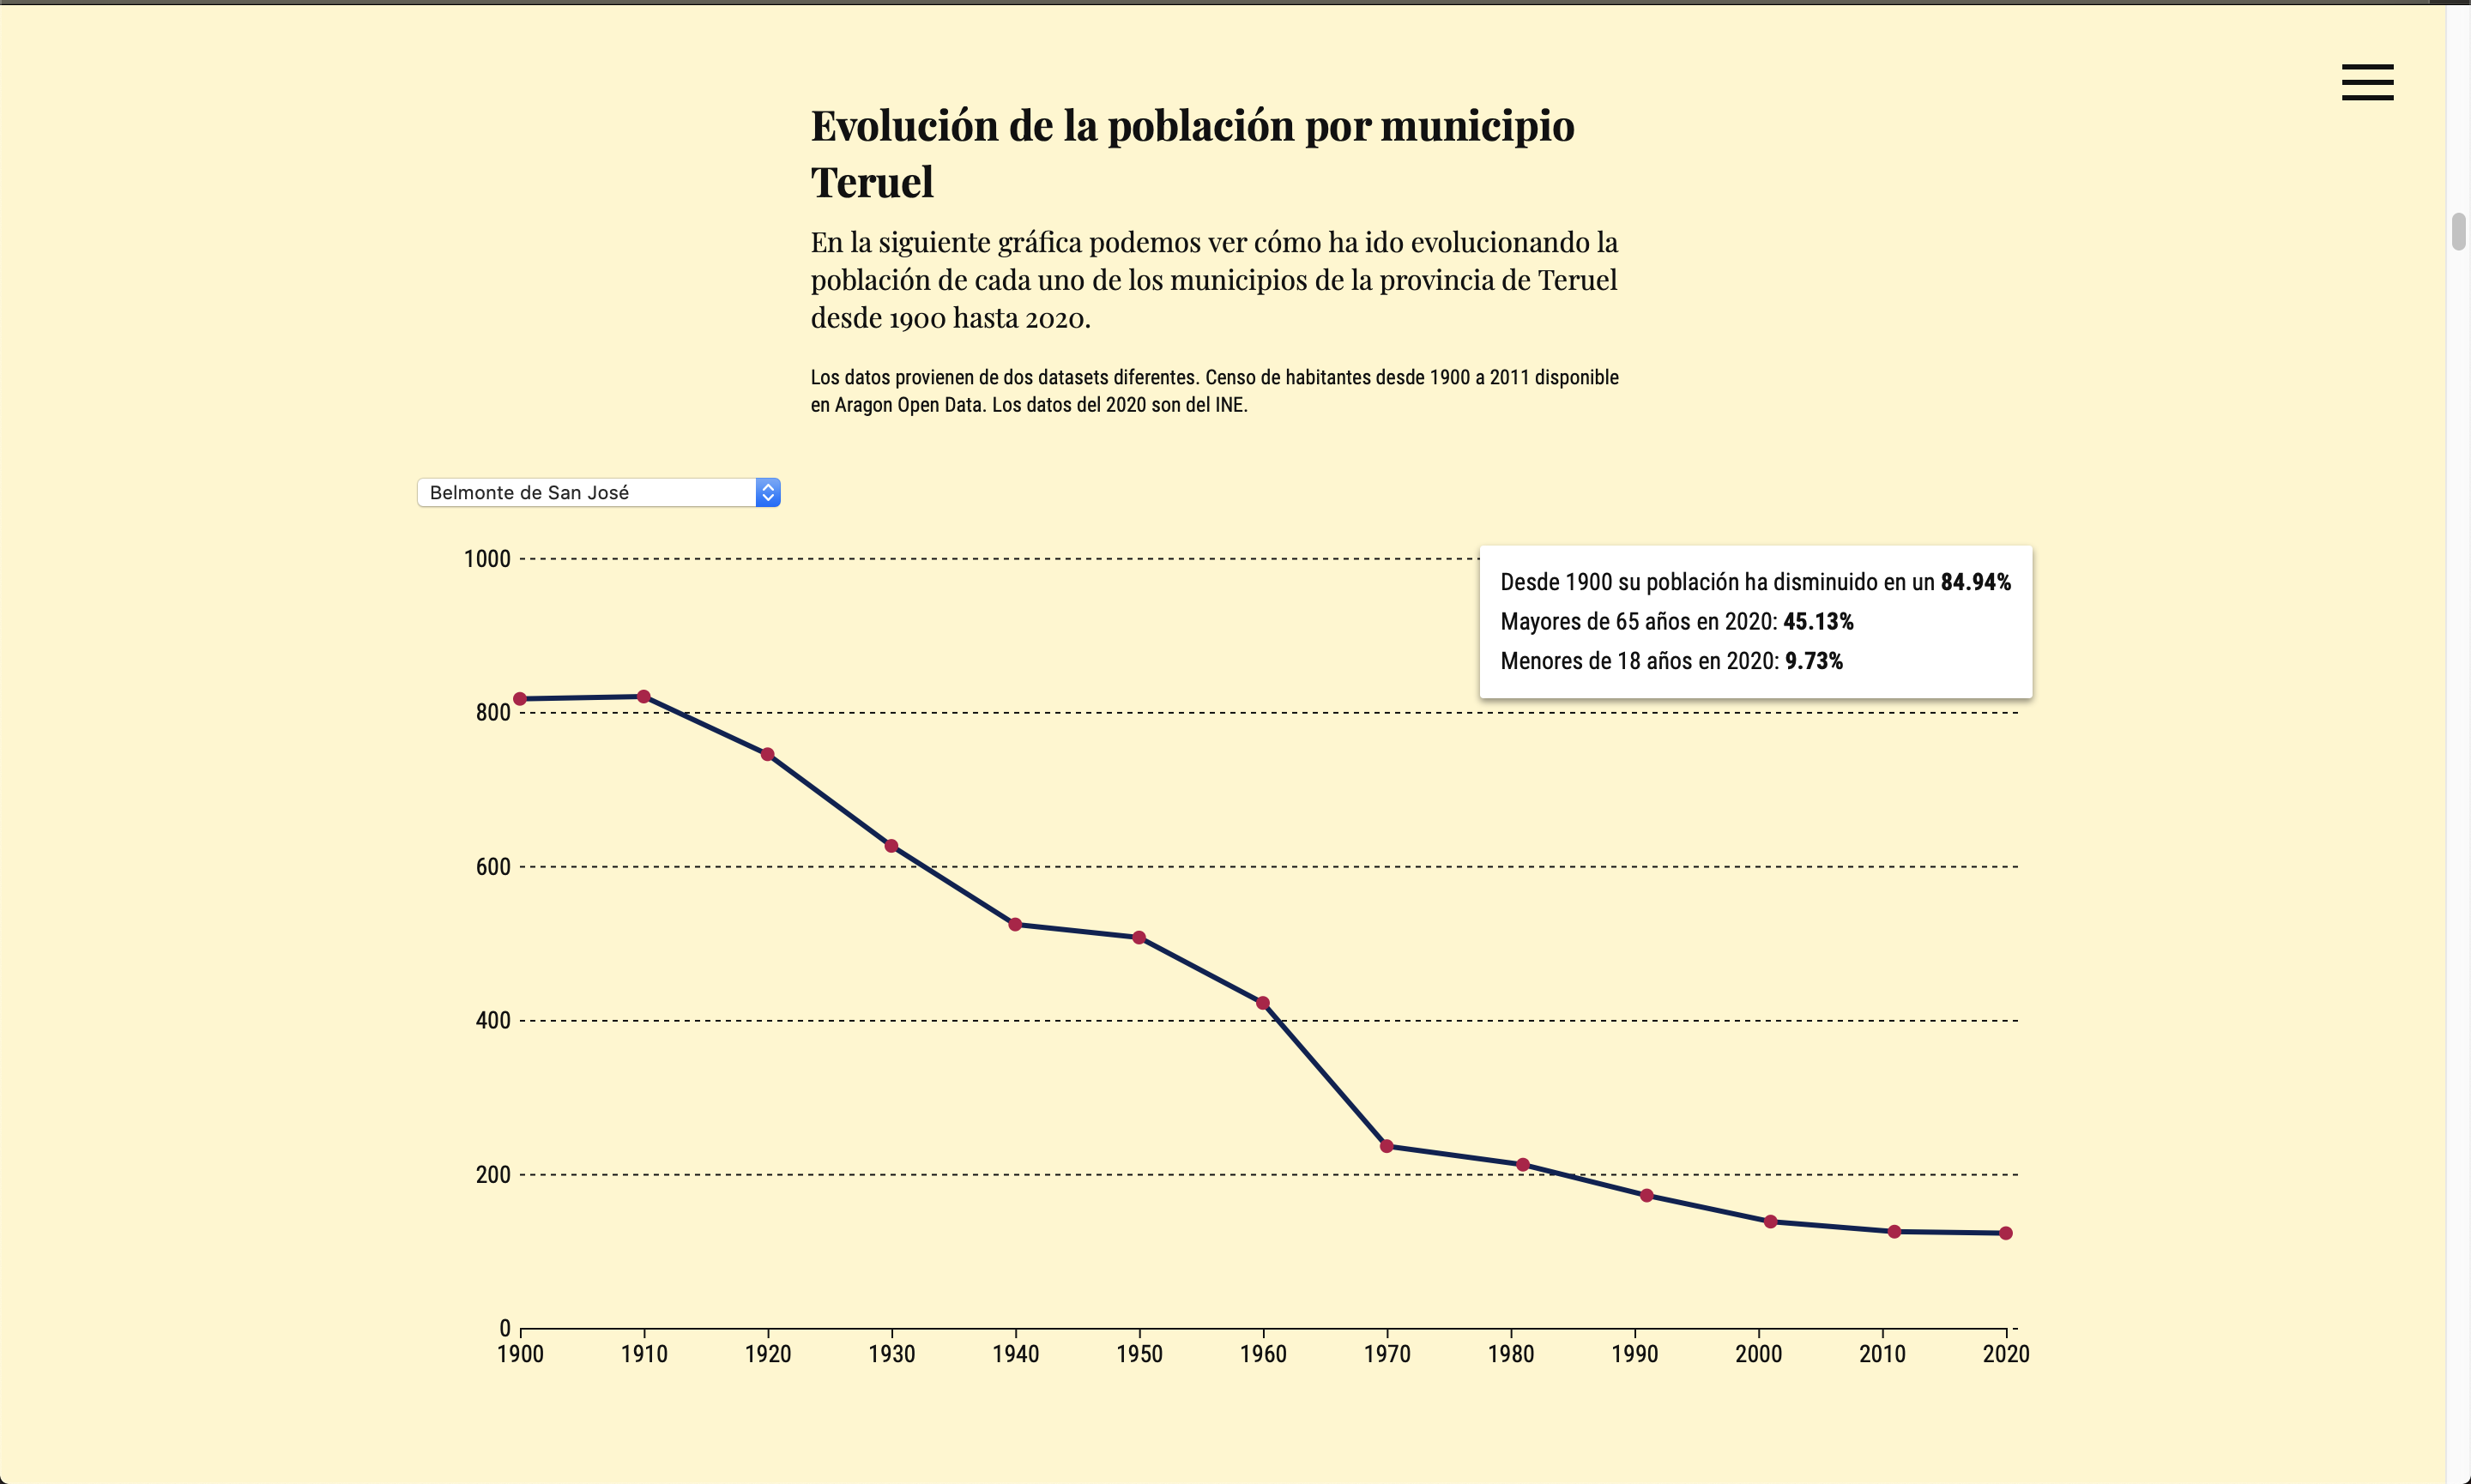 Evolución de la población por municipio
Teruel
En la siguiente gráfica podemos ver cómo ha ido evolucionando la
población de cada uno de los municipios de la provincia de Teruel
desde 1900 hasta 2020.
Los datos provienen de dos datasets diferentes. Censo de habitantes desde 1900 a 2011 disponible
en Aragon Open Data. Los datos del 2020 son del INE.
Belmonte de San José
Desde 1900 su población ha disminuido en un 84.94%
Mayores de 65 años en 2020: 45.13%
Menores de 18 años en 2020: 9.73%
1000
800
600
400
200
0
1900 1910 1920 1930 1940 1950 1960 1970 1980 1990 2000 2010 2020